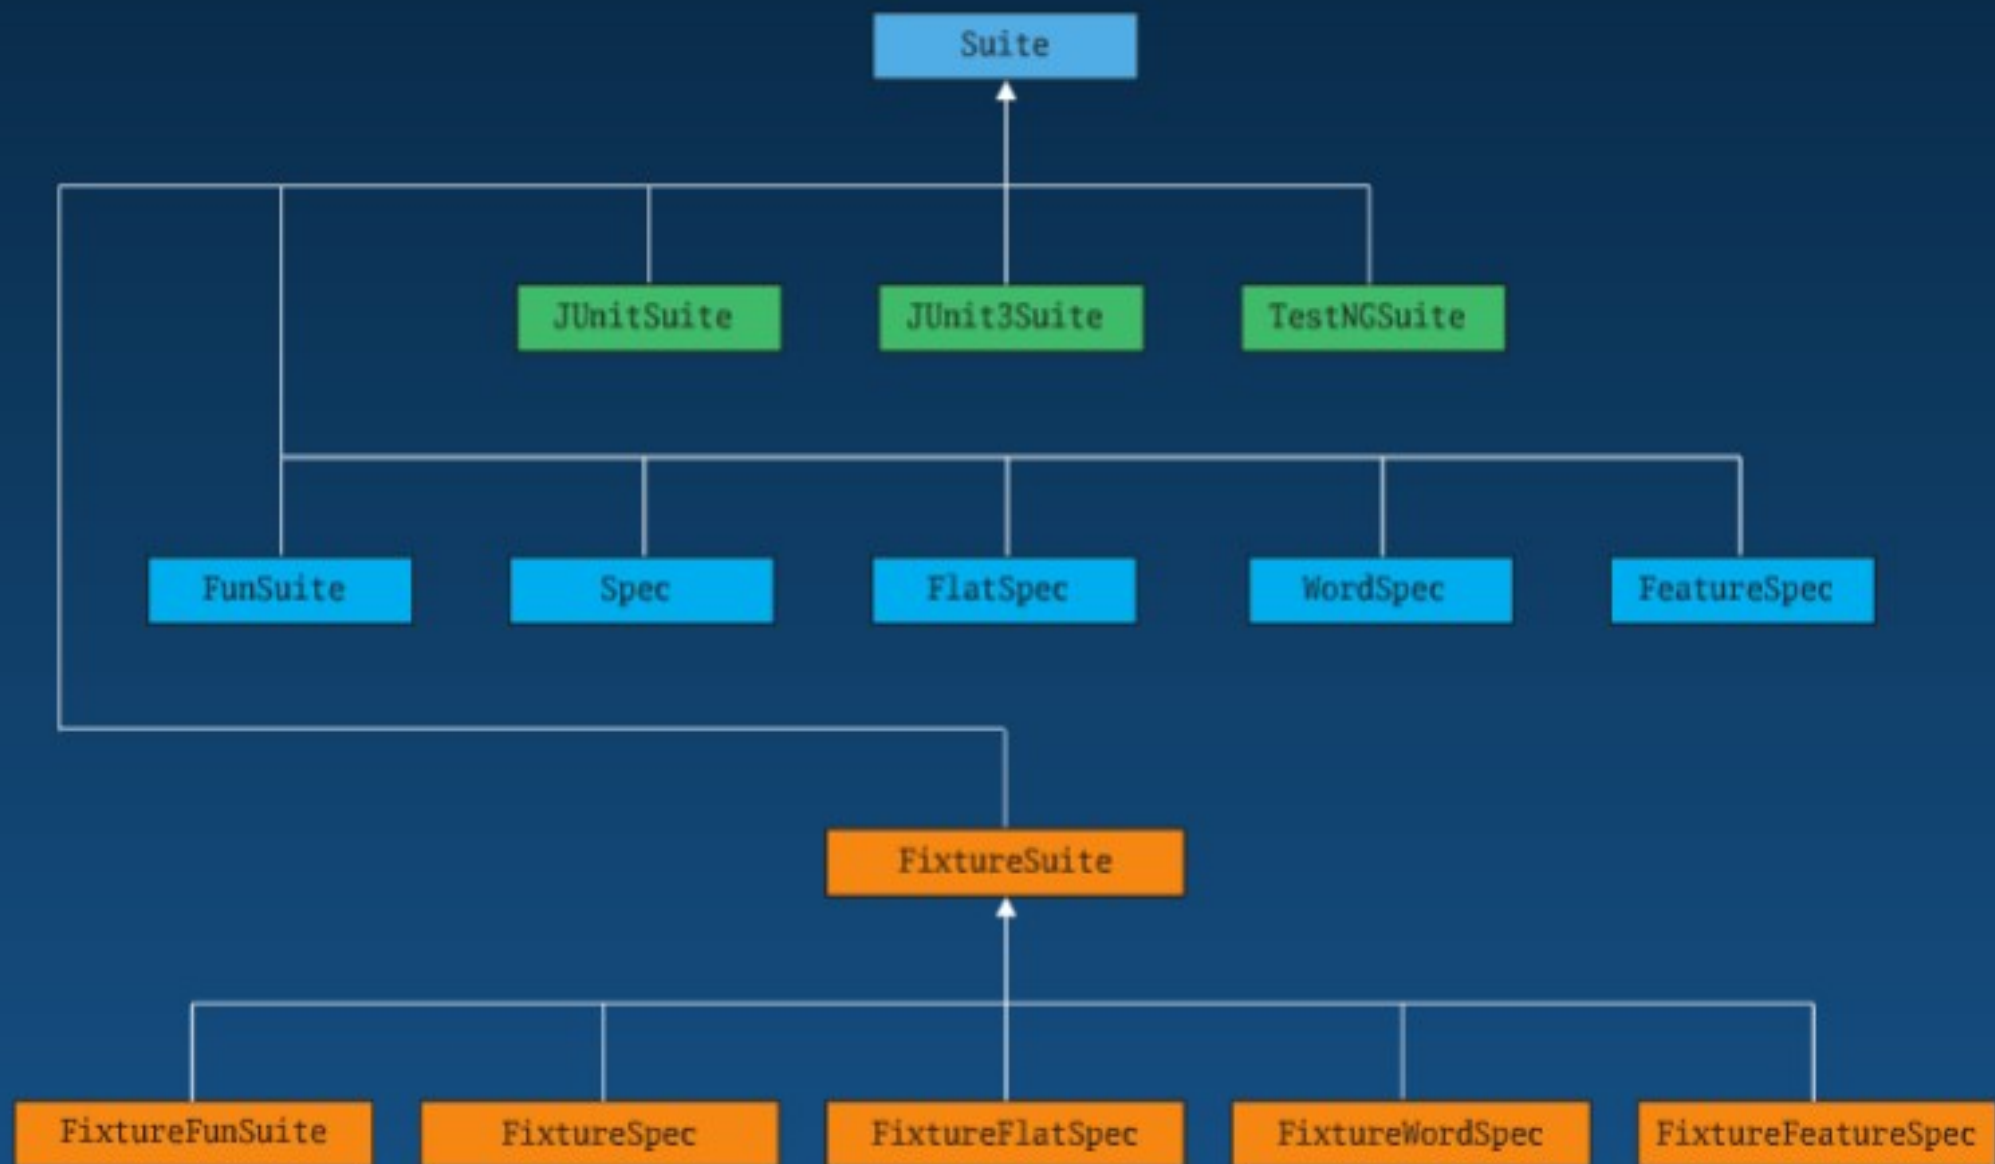 Suite
JUnitSuite
JUnit3Suite
TestNGSuite
FunSuite
Spec
FlatSpec
WordSpec
FeatureSpec
FixtureSuite
FixtureFunSuite
FixtureSpec
FixtureFlatSpec
FixtureWordSpec
FixtureFeatureSpec